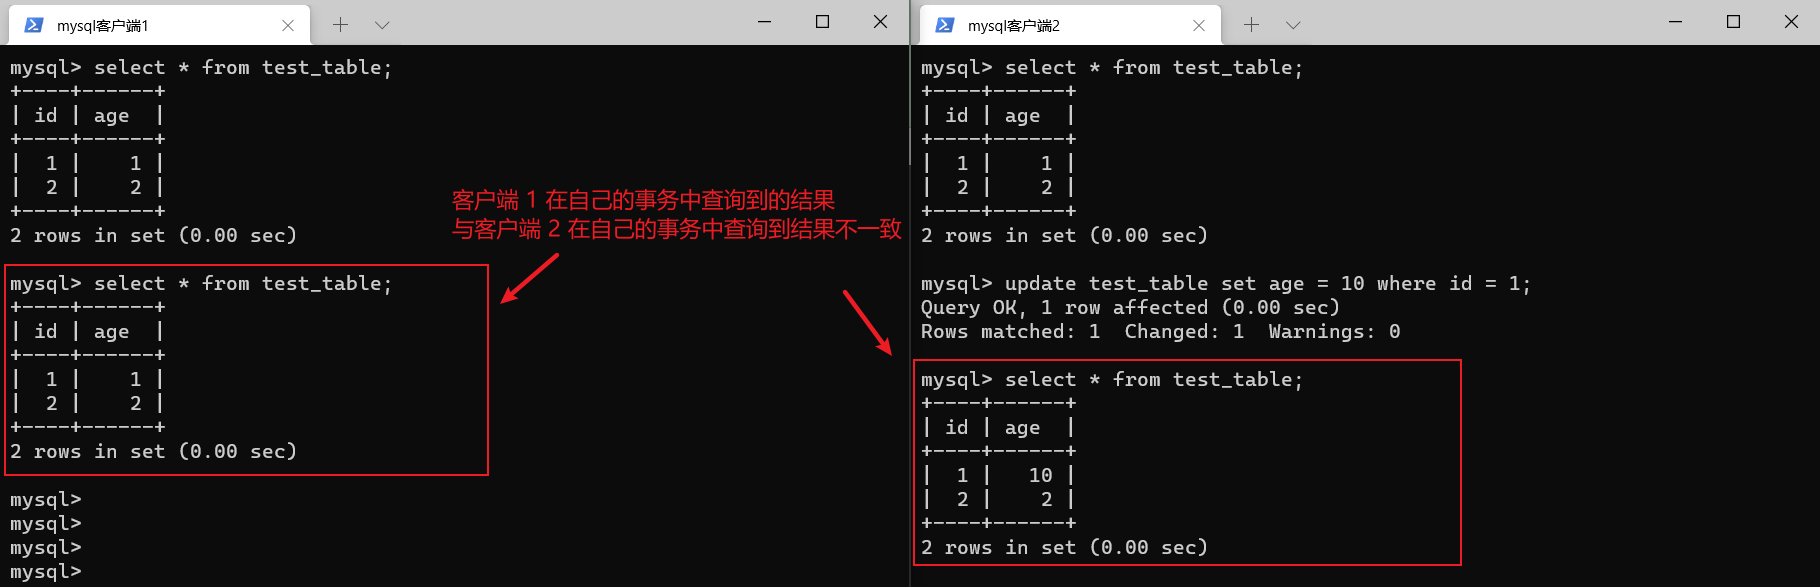 mysql客户端1
mysql> select * from test_table;
+----+------+
| id | age  |
+----+------+
|  1 |    1 |
|  2 |    2 |
+----+------+
2 rows in set (0.00 sec)
mysql> select * from test_table;
+----+------+
| id | age  |
+----+------+
|  1 |    1 |
|  2 |    2 |
+----+------+
2 rows in set (0.00 sec)
mysql>
mysql>
mysql>
mysql>
客户端 1 在自己的事务中查询到的结果
与客户端 2 在自己的事务中查询到结果不一致
mysql客户端2
mysql> select * from test_table;
+----+------+
| id | age  |
+----+------+
|  1 |    1 |
|  2 |    2 |
+----+------+
2 rows in set (0.00 sec)
mysql> update test_table set age = 10 where id = 1;
Query OK, 1 row affected (0.00 sec)
Rows matched: 1  Changed: 1  Warnings: 0
mysql> select * from test_table;
+----+------+
| id | age  |
+----+------+
|  1 |   10 |
|  2 |    2 |
+----+------+
2 rows in set (0.00 sec)